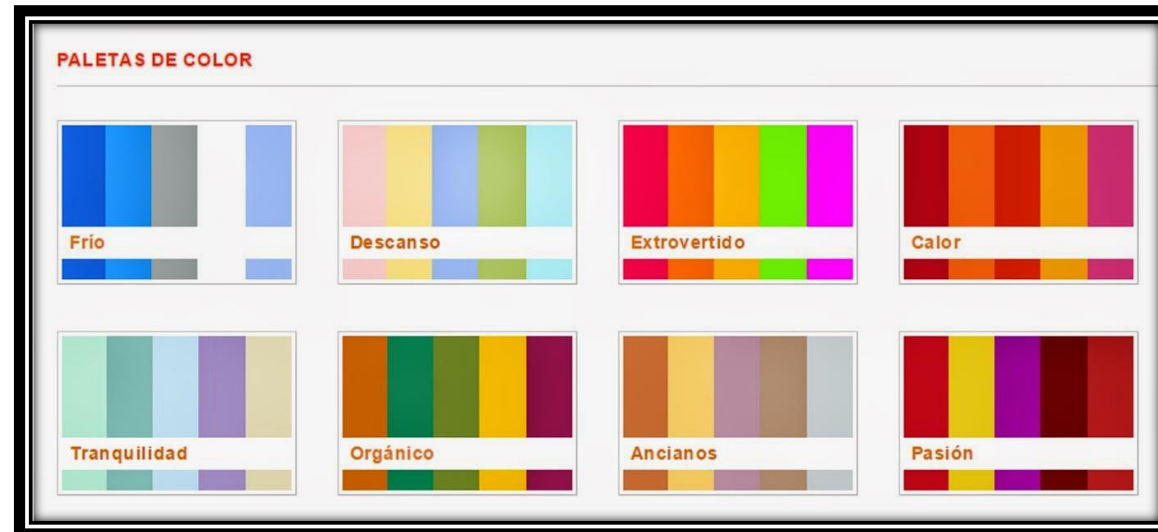 PALETAS DE COLOR
Frío
Descanso
Extrovertido
Calor
Tranquilidad
Orgánico
Ancianos
Pasión